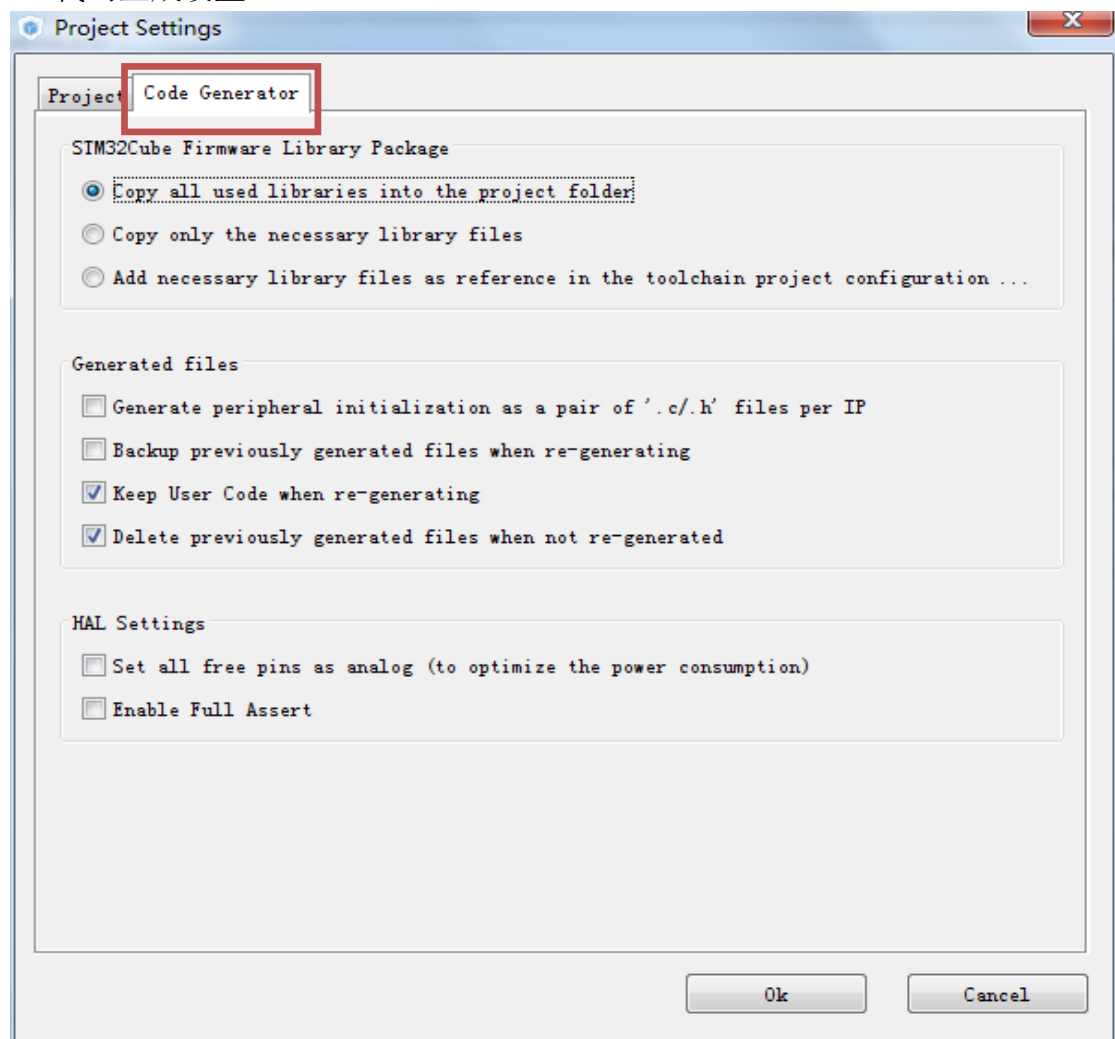 Project Settings
Project
Code Generator
STM32Cube Firmware Library Package
Copy all used libraries into the project folder
Copy only the necessary library files
Add necessary library files as reference in the toolchain project configuration ...
Generated files
Generate peripheral initialization as a pair of '.c/.h' files per IP
Backup previously generated files when re-generating
Keep User Code when re-generating
Delete previously generated files when not re-generated
HAL Settings
Set all free pins as analog (to optimize the power consumption)
Enable Full Assert
Ok
Cancel